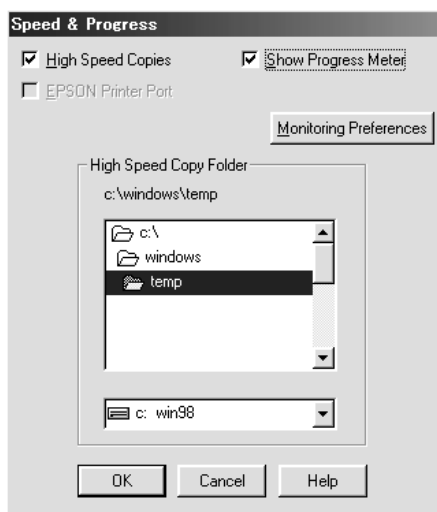 Speed & Progress
High Speed Copies Show Progress Meter
EPSON Printer Port
Monitoring Preferences
High Speed Copy Folder
c:\windows\temp
c:\
windows
temp
c: win98
OK Cancel Help